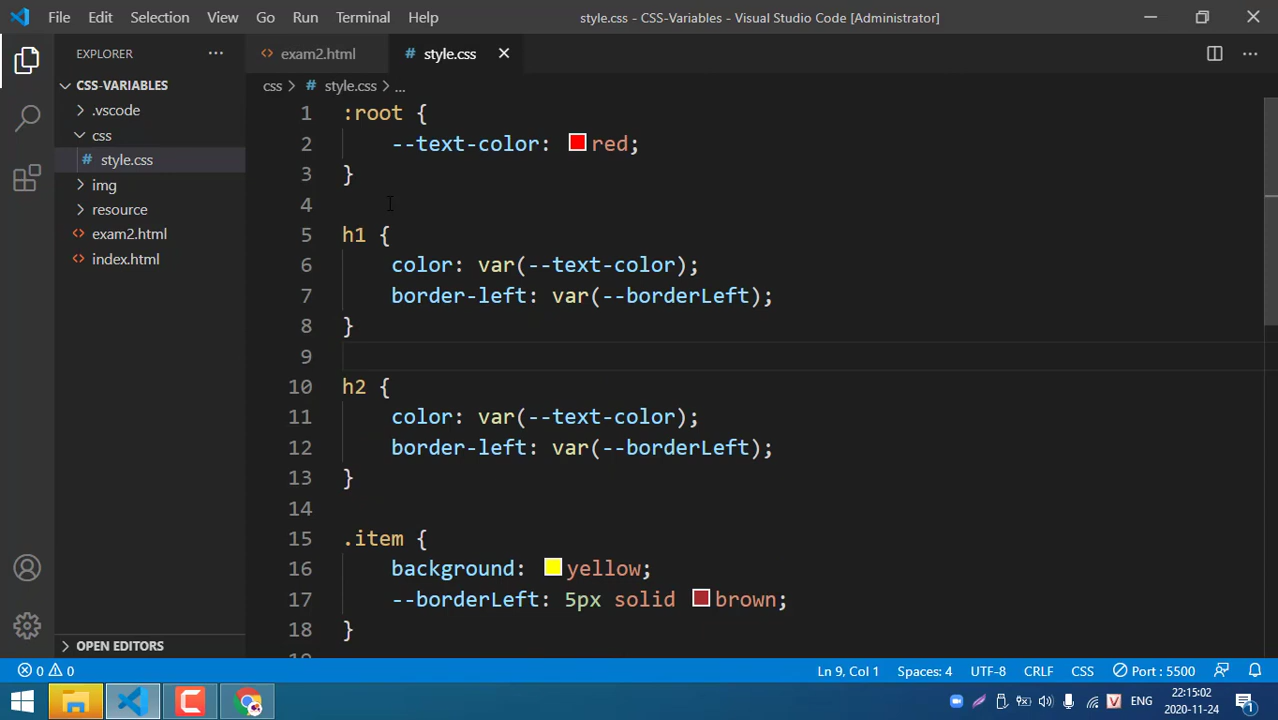 File Edit Selection View Go Run Terminal Help
style.css - CSS-Variables - Visual Studio Code [Administrator]
EXPLORER
CSS-VARIABLES
.vscode
css
# style.css
img
resource
<> exam2.html
<> index.html
OPEN EDITORS
<> exam2.html
# style.css
css > # style.css > ...
1 :root {
2 --text-color: red;
3 }
4
5 h1 {
6 color: var(--text-color);
7 border-left: var(--borderLeft);
8 }
9
10 h2 {
11 color: var(--text-color);
12 border-left: var(--borderLeft);
13 }
14
15 .item {
16 background: yellow;
17 --borderLeft: 5px solid brown;
18 }
0 0
Ln 9, Col 1 Spaces: 4 UTF-8 CRLF CSS Port : 5500
V ENG
22:15:02
2020-11-24
1